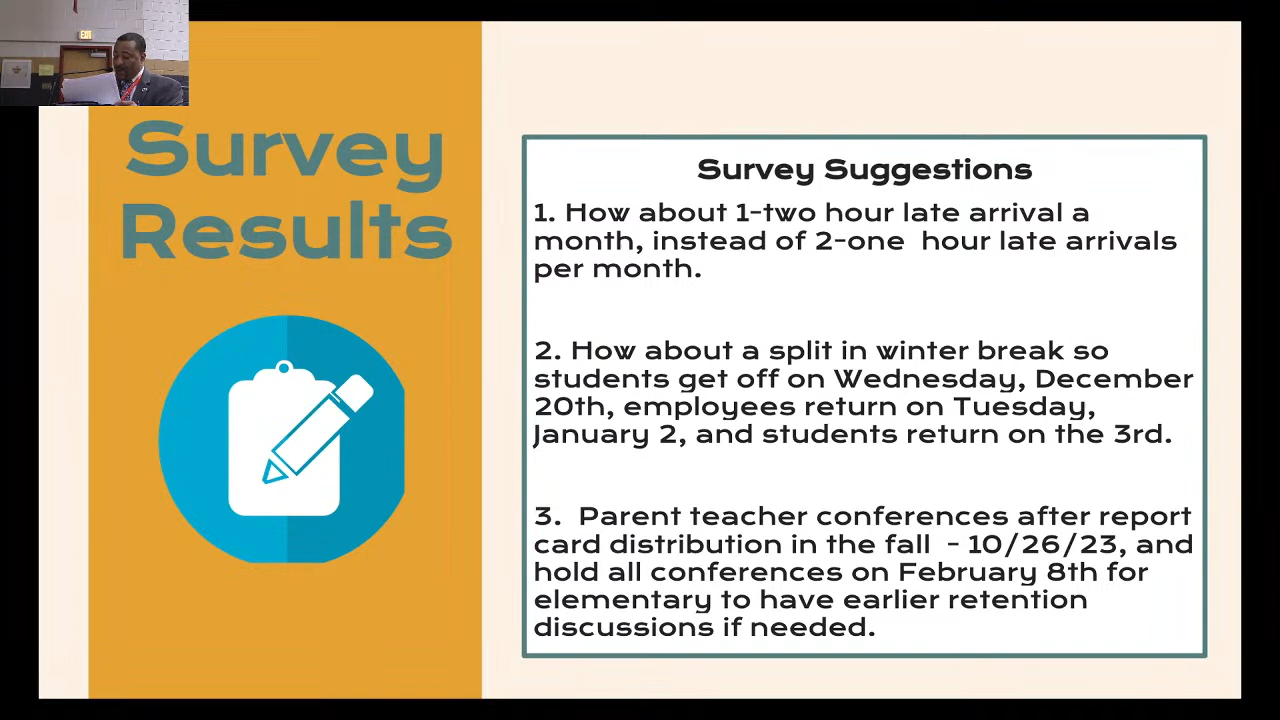 EXIT
Survey
Results
Survey Suggestions
1. How about 1-two hour late arrival a
month, instead of 2-one  hour late arrivals
per month.
2. How about a split in winter break so
students get off on Wednesday, December
20th, employees return on Tuesday,
January 2, and students return on the 3rd.
3.  Parent teacher conferences after report
card distribution in the fall  - 10/26/23, and
hold all conferences on February 8th for
elementary to have earlier retention
discussions if needed.